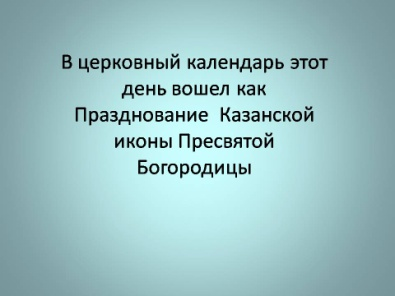 В церковный календарь этот
день вошел как
Празднование  Казанской
иконы Пресвятой
Богородицы